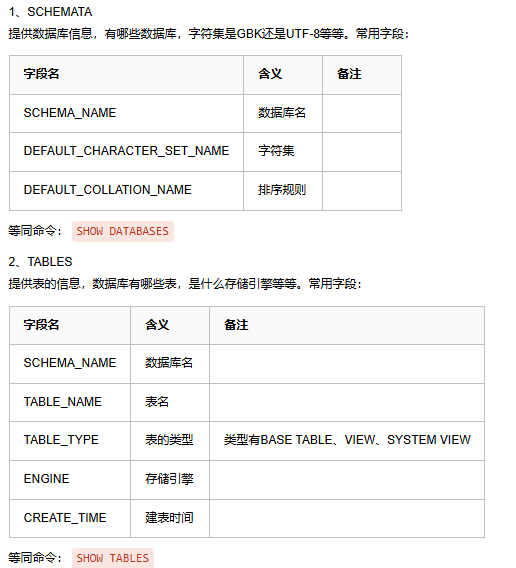 1、SCHEMATA
提供数据库信息，有哪些数据库，字符集是GBK还是UTF-8等等。常用字段：
字段名 含义 备注
SCHEMA_NAME 数据库名
DEFAULT_CHARACTER_SET_NAME 字符集
DEFAULT_COLLATION_NAME 排序规则
等同命令： SHOW DATABASES
2、TABLES
提供表的信息，数据库有哪些表，是什么存储引擎等等。常用字段：
字段名 含义 备注
SCHEMA_NAME 数据库名
TABLE_NAME 表名
TABLE_TYPE 表的类型 类型有BASE TABLE、VIEW、SYSTEM VIEW
ENGINE 存储引擎
CREATE_TIME 建表时间
等同命令： SHOW TABLES